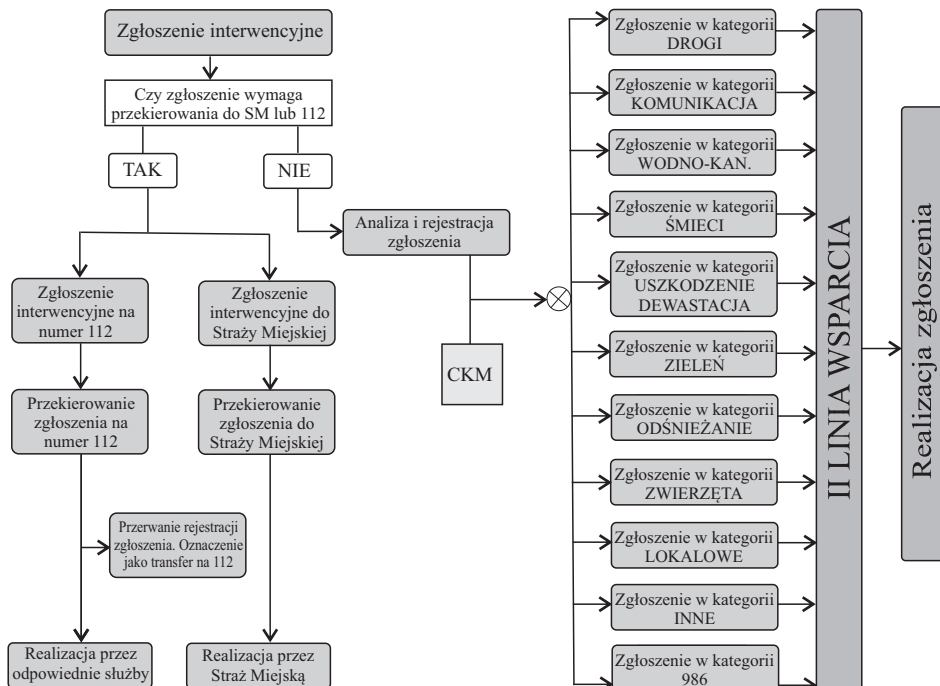 Zgłoszenie interwencyjne
Czy zgłoszenie wymaga
przekierowania do SM lub 112
TAK
NIE
Analiza i rejestracja
zgłoszenia
CKM
Zgłoszenie
interwencyjne na
numer 112
Zgłoszenie
interwencyjne do
Straży Miejskiej
Przekierowanie
zgłoszenia na
numer 112
Przekierowanie
zgłoszenia do
Straży Miejskiej
Przerwanie rejestracji
zgłoszenia. Oznaczenie
jako transfer na 112
Realizacja przez
odpowiednie służby
Realizacja przez
Straż Miejską
Zgłoszenie w kategorii
DROGI
Zgłoszenie w kategorii
KOMUNIKACJA
Zgłoszenie w kategorii
WODNO-KAN.
Zgłoszenie w kategorii
ŚMIECI
Zgłoszenie w kategorii
USZKODZENIE
DEWASTACJA
Zgłoszenie w kategorii
ZIELEŃ
Zgłoszenie w kategorii
ODŚNIEŻANIE
Zgłoszenie w kategorii
ZWIERZĘTA
Zgłoszenie w kategorii
LOKALOWE
Zgłoszenie w kategorii
INNE
Zgłoszenie w kategorii
986
II LINIA WSPARCIA
Realizacja zgłoszenia